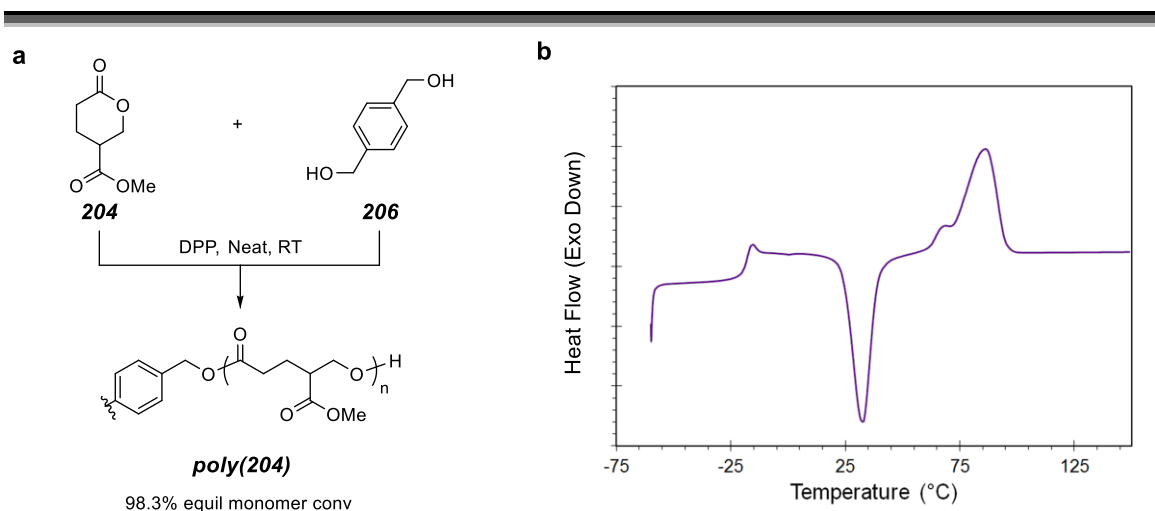 a
b
O
O
O
OMe
204
+
OH
HO
206
DPP, Neat, RT
O
O
O
H
n
O
OMe
poly(204)
98.3% equil monomer conv
Heat Flow (Exo Down)
-75
-25
25
75
125
Temperature (°C)